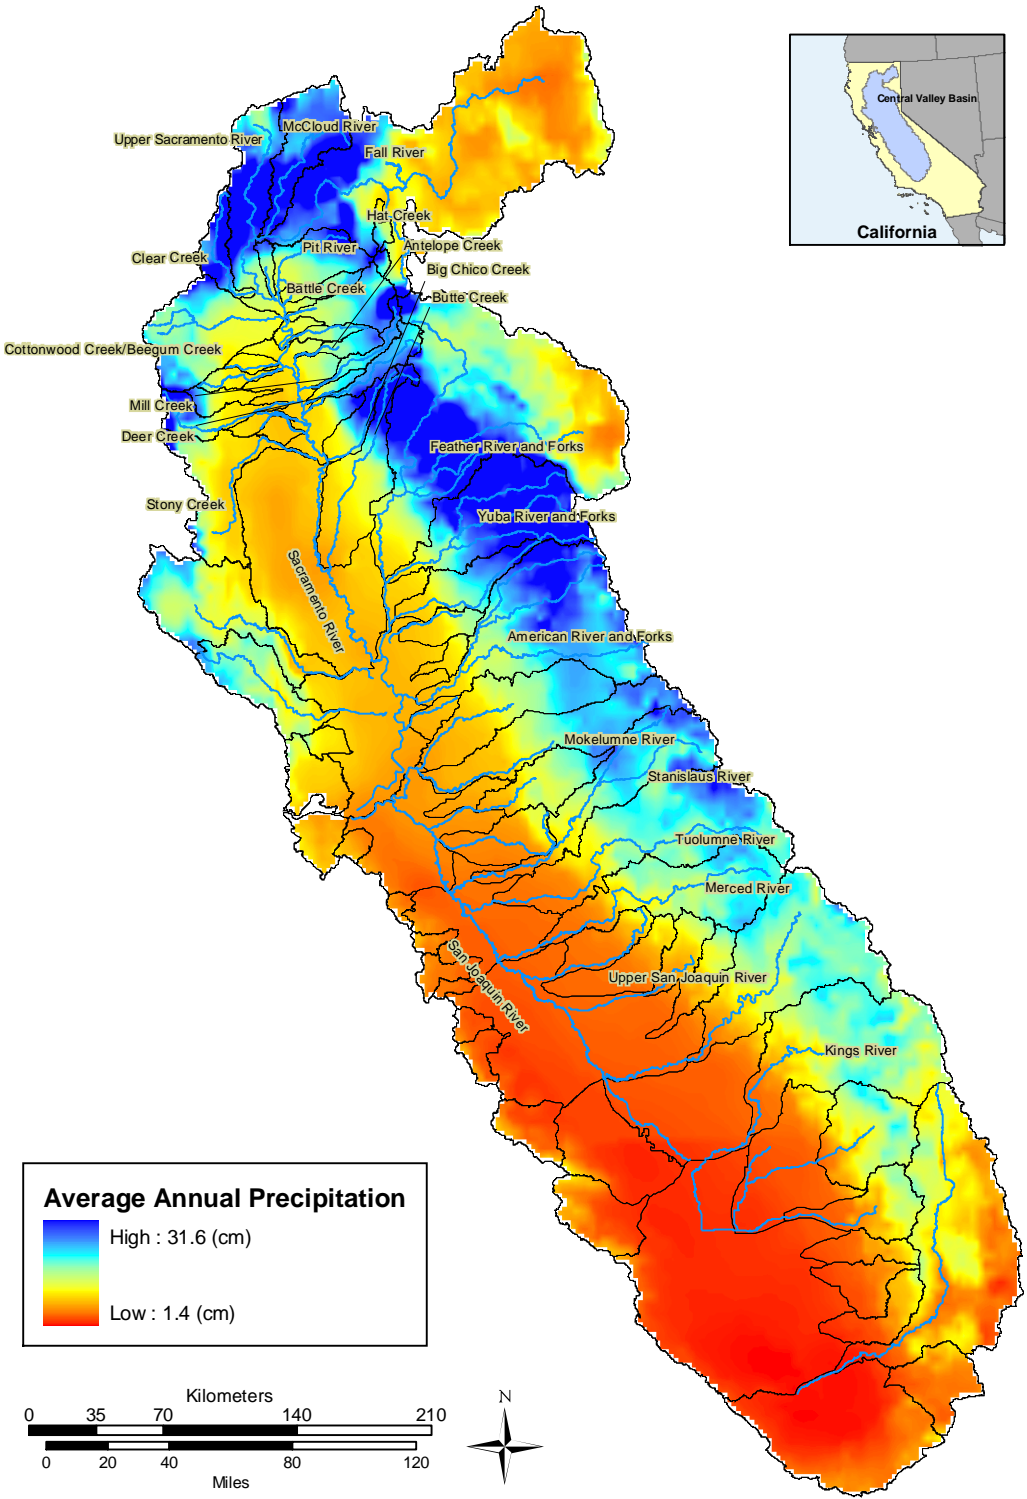 Central Valley Basin
California
McCloud River
Upper Sacramento River
Fall River
Hat Creek
Pit River
Antelope Creek
Clear Creek
Big Chico Creek
Battle Creek
Butte Creek
Cottonwood Creek/Beegum Creek
Mill Creek
Deer Creek
Feather River and Forks
Stony Creek
Yuba River and Forks
Sacramento River
American River and Forks
Mokelumne River
Stanislaus River
Tuolumne River
Merced River
San Joaquin River
Upper San Joaquin River
Kings River
Average Annual Precipitation
High : 31.6 (cm)
Low : 1.4 (cm)
Kilometers
0 35 70 140 210
0 20 40 80 120
Miles
N